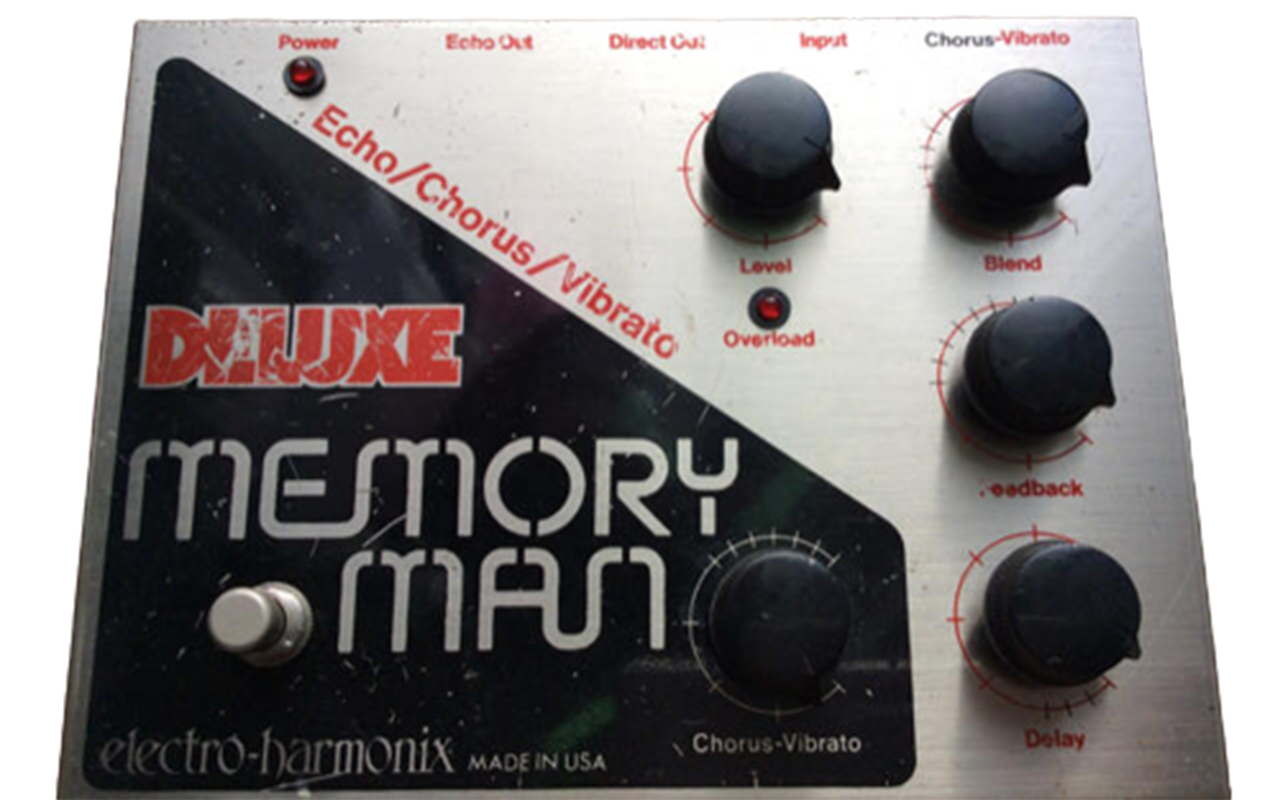 Power Echo Out Direct Out Input Chorus-Vibrato
Echo/Chorus/Vibrato
Level
Blend
Overload
DELUXE
MEMORY
MAN
eedback
Chorus-Vibrato
Delay
electro-harmonix MADE IN USA